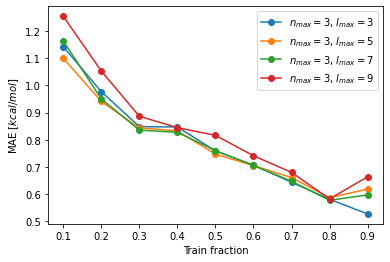 n_max = 3, l_max = 3
n_max = 3, l_max = 5
n_max = 3, l_max = 7
n_max = 3, l_max = 9
1.2
1.1
1.0
0.9
0.8
0.7
0.6
0.5
MAE [kcal/mol]
0.1 0.2 0.3 0.4 0.5 0.6 0.7 0.8 0.9
Train fraction